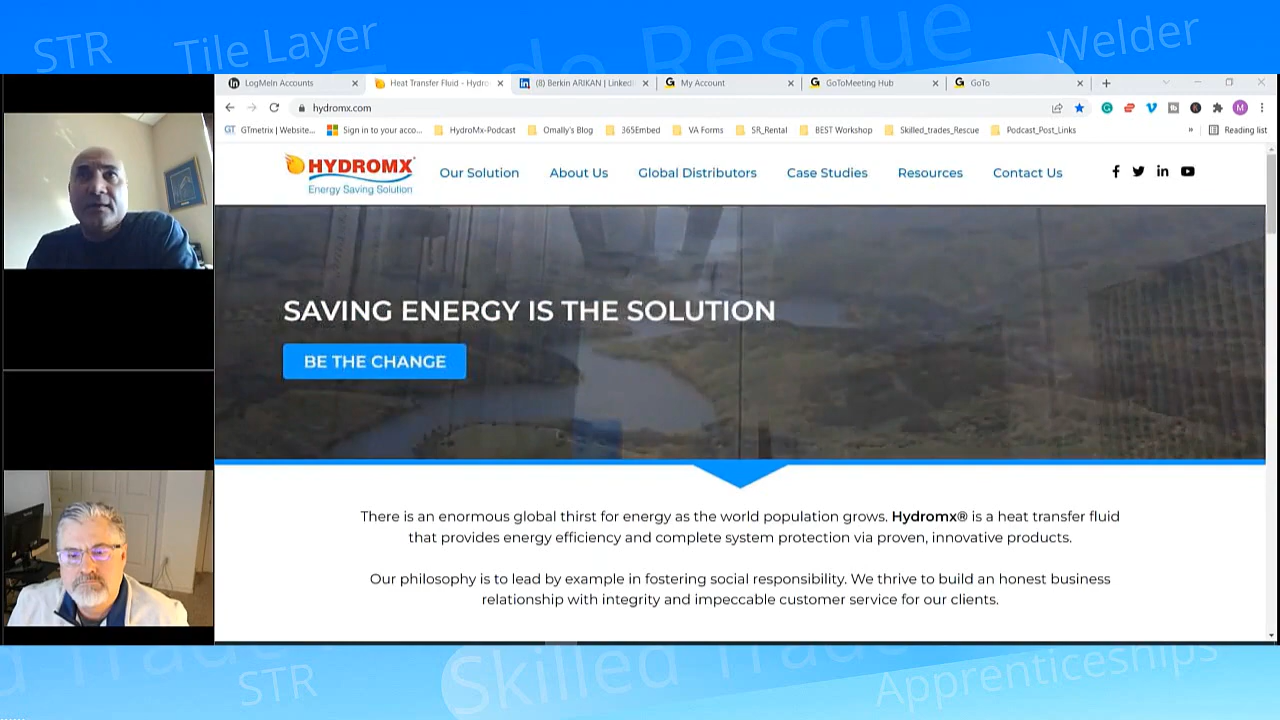 STR
Tile Layer
Trade Rescue
Welder
LogMeIn Accounts
Heat Transfer Fluid - Hydro
(8) Berkin ARIKAN | LinkedI
My Account
GoToMeeting Hub
GoTo
hydromx.com
GTmetrix | Website...
Sign in to your acco...
HydroMx-Podcast
Omally's Blog
365Embed
VA Forms
SR_Rental
BEST Workshop
Skilled_trades_Rescue
Podcast_Post_Links
Reading list
HYDROMX®
Energy Saving Solution
Our Solution
About Us
Global Distributors
Case Studies
Resources
Contact Us
SAVING ENERGY IS THE SOLUTION
BE THE CHANGE
There is an enormous global thirst for energy as the world population grows. Hydromx® is a heat transfer fluid
that provides energy efficiency and complete system protection via proven, innovative products.
Our philosophy is to lead by example in fostering social responsibility. We thrive to build an honest business
relationship with integrity and impeccable customer service for our clients.
STR
Skilled Trade
Apprenticeships